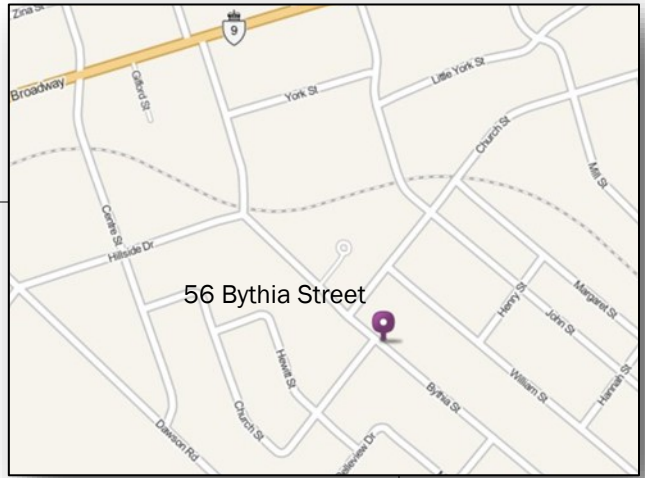 Zina St
9
Broadway
Gifford St
York St
Little York St
Church St
Mill St
Centre St
Hillside Dr
56 Bythia Street
Henry St
Margaret St
John St
Hewitt St
William St
Hannah St
Bythia St
Church St
Dawson Rd
Belleview Dr